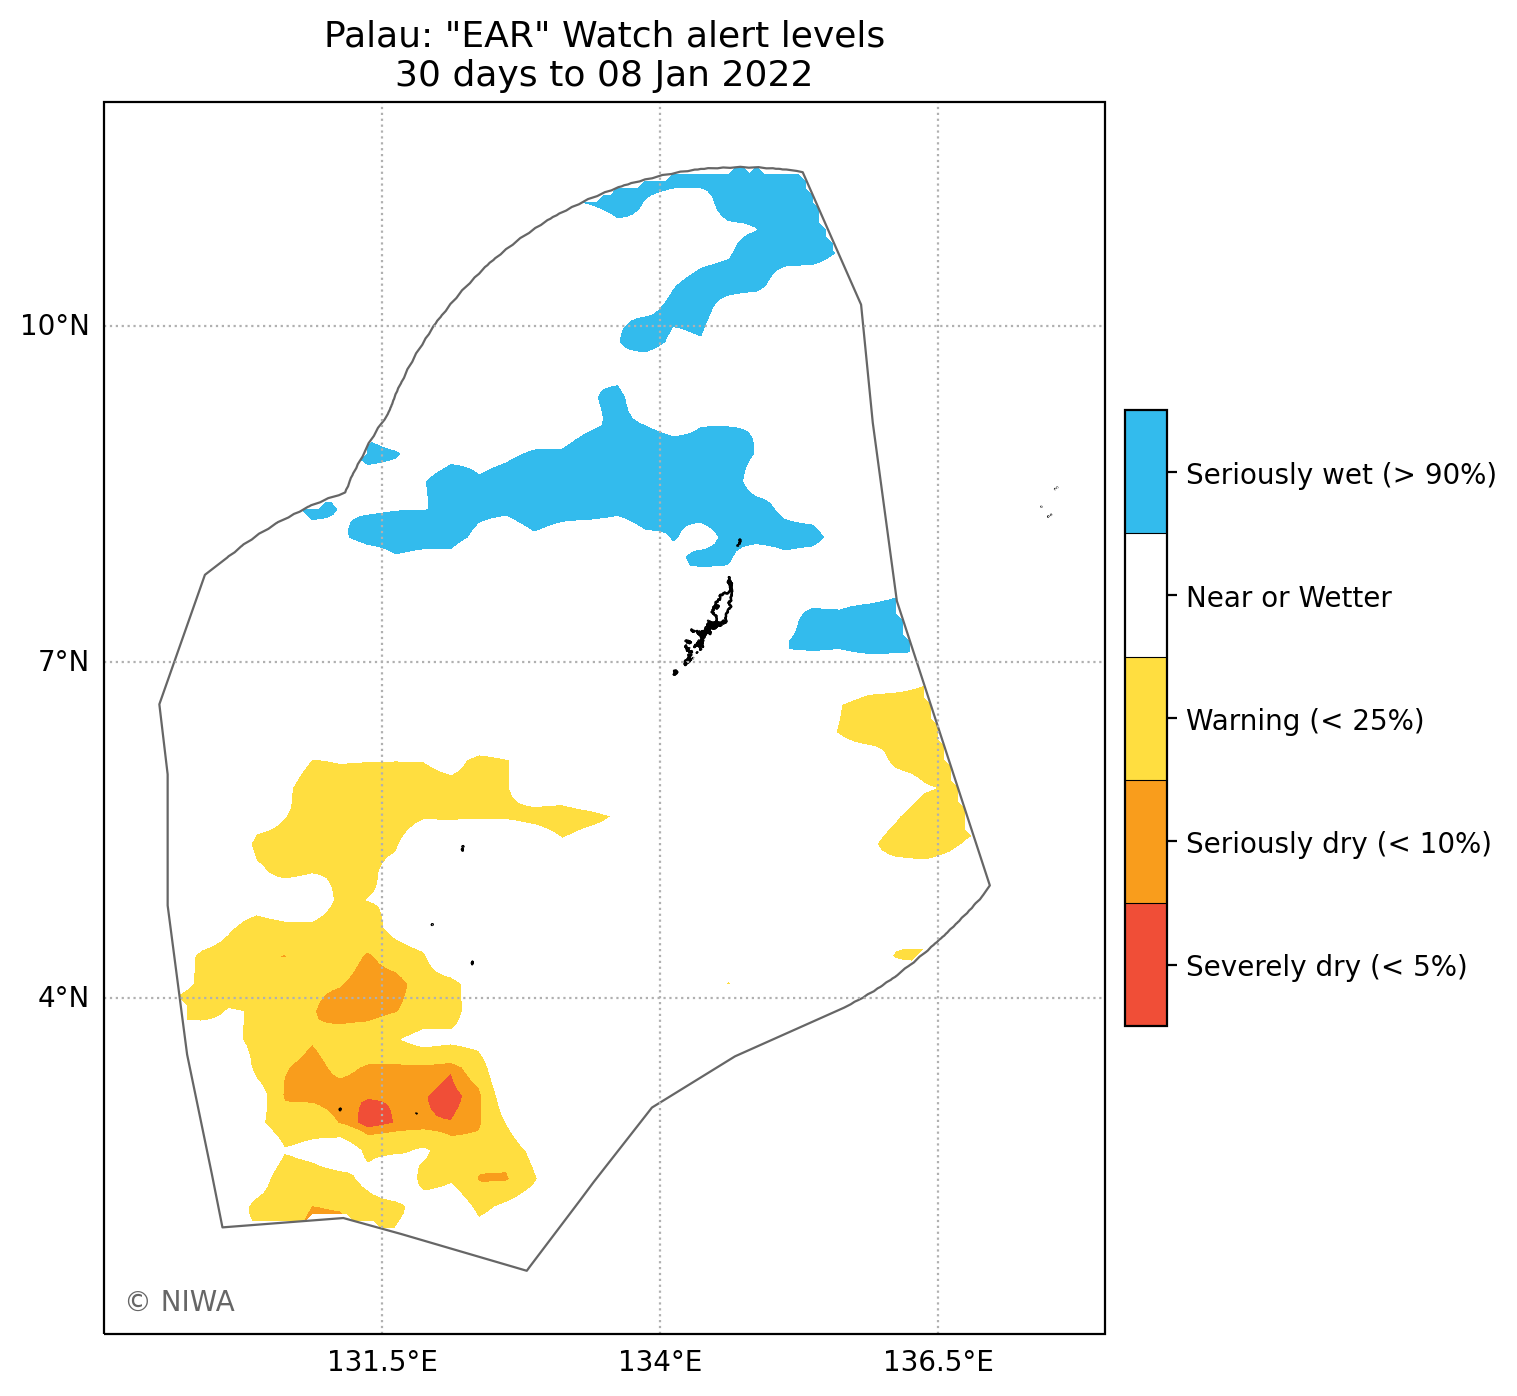 Palau: "EAR" Watch alert levels
30 days to 08 Jan 2022
10°N
7°N
4°N
131.5°E
134°E
136.5°E
Seriously wet (> 90%)
Near or Wetter
Warning (< 25%)
Seriously dry (< 10%)
Severely dry (< 5%)
© NIWA